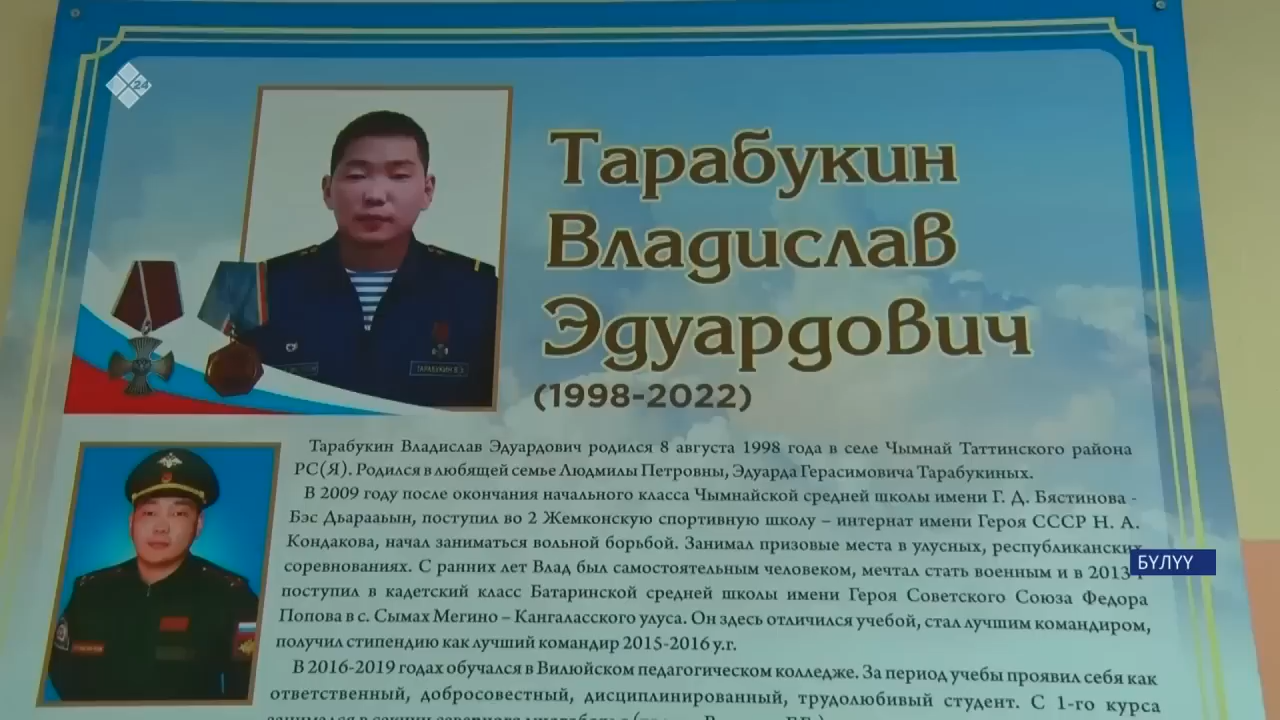 24
Тарабукин
Владислав
Эдуардович
(1998-2022)
ТАРАБУКИН В.Э.
Тарабукин Владислав Эдуардович родился 8 августа 1998 года в селе Чымнай Таттинского района
РС(Я). Родился в любящей семье Людмилы Петровны, Эдуарда Герасимовича Тарабукиных.
В 2009 году после окончания начального класса Чымнайской средней школы имени Г. Д. Бястинова -
Бэс Дьарааьын, поступил во 2 Жемконскую спортивную школу – интернат имени Героя СССР Н. А.
Кондакова, начал заниматься вольной борьбой. Занимал призовые места в улусных, республиканских
соревнованиях. С ранних лет Влад был самостоятельным человеком, мечтал стать военным и в 2013
БҮЛҮҮ
поступил в кадетский класс Батаринской средней школы имени Героя Советского Союза Федора
Попова в с. Сымах Мегино – Кангаласского улуса. Он здесь отличился учебой, стал лучшим командиром,
получил стипендию как лучший командир 2015-2016 у.г.
В 2016-2019 годах обучался в Вилюйском педагогическом колледже. За период учебы проявил себя как
ответственный, добросовестный, дисциплинированный, трудолюбивый студент. С 1-го курса